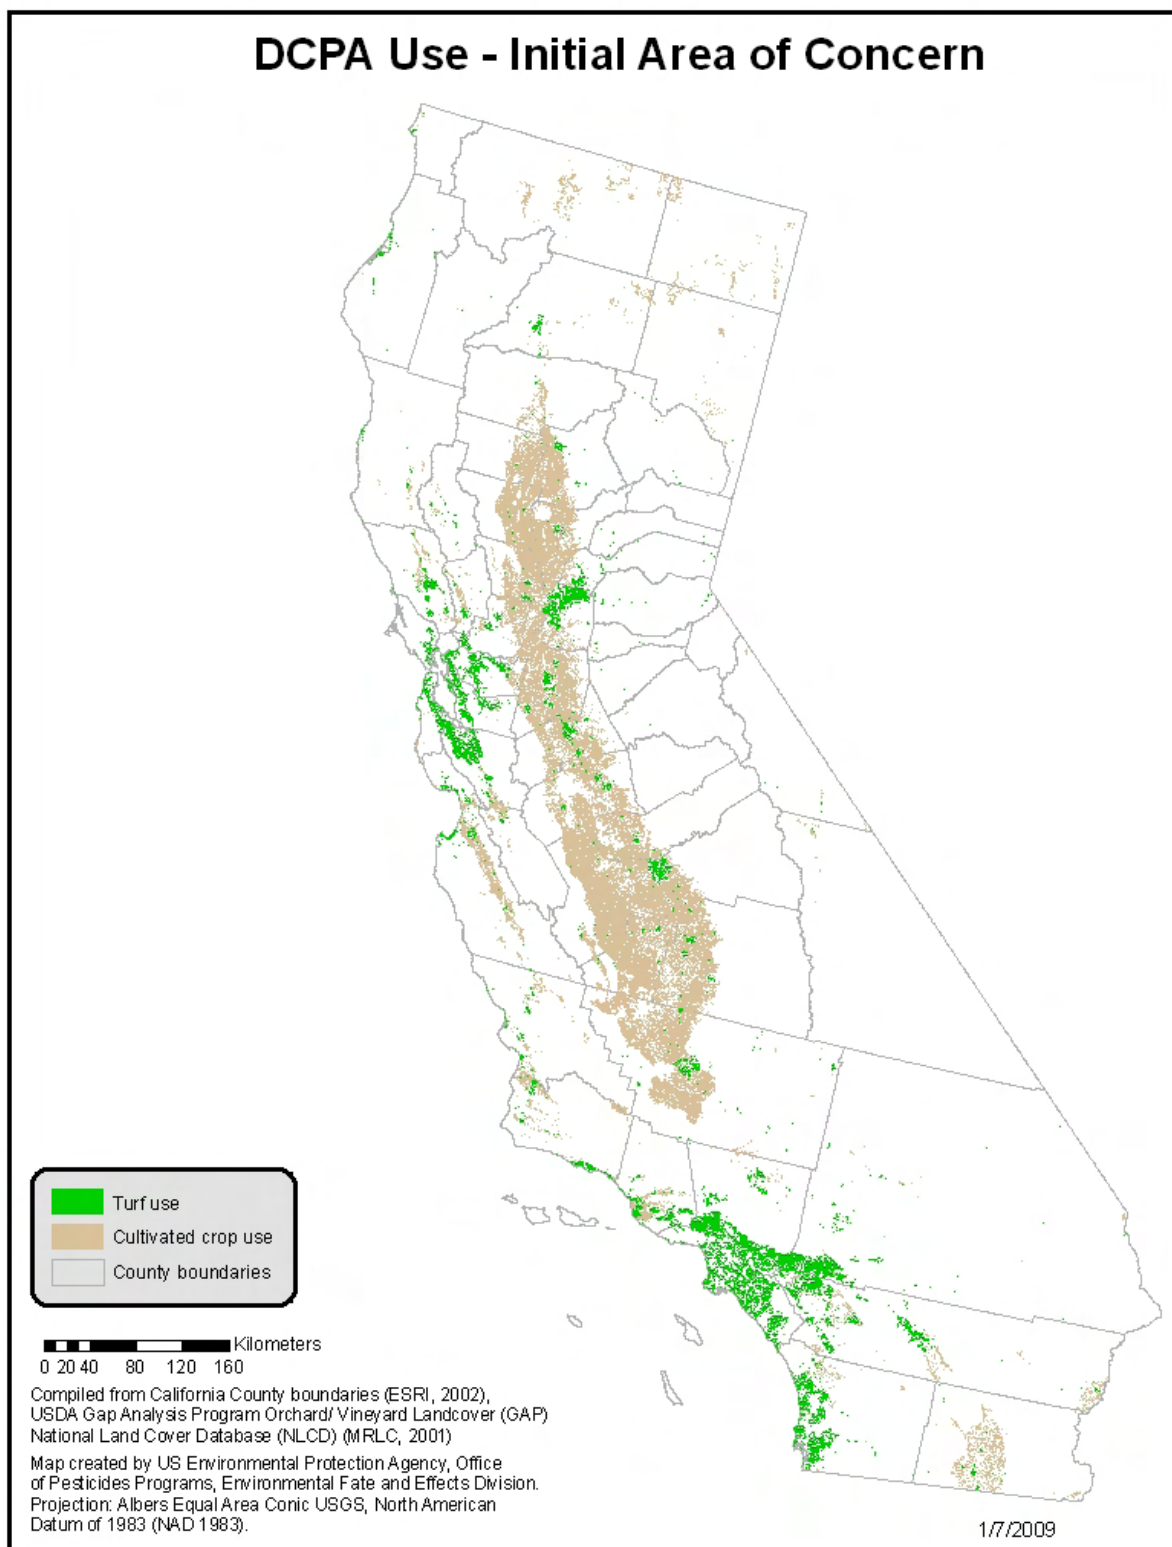 DCPA Use - Initial Area of Concern
Turf use
Cultivated crop use
County boundaries
Kilometers
0 20 40 80 120 160
Compiled from California County boundaries (ESRI, 2002),
USDA Gap Analysis Program Orchard/ Vineyard Landcover (GAP)
National Land Cover Database (NLCD) (MRLC, 2001)
Map created by US Environmental Protection Agency, Office
of Pesticides Programs, Environmental Fate and Effects Division.
Projection: Albers Equal Area Conic USGS, North American
Datum of 1983 (NAD 1983).
1/7/2009